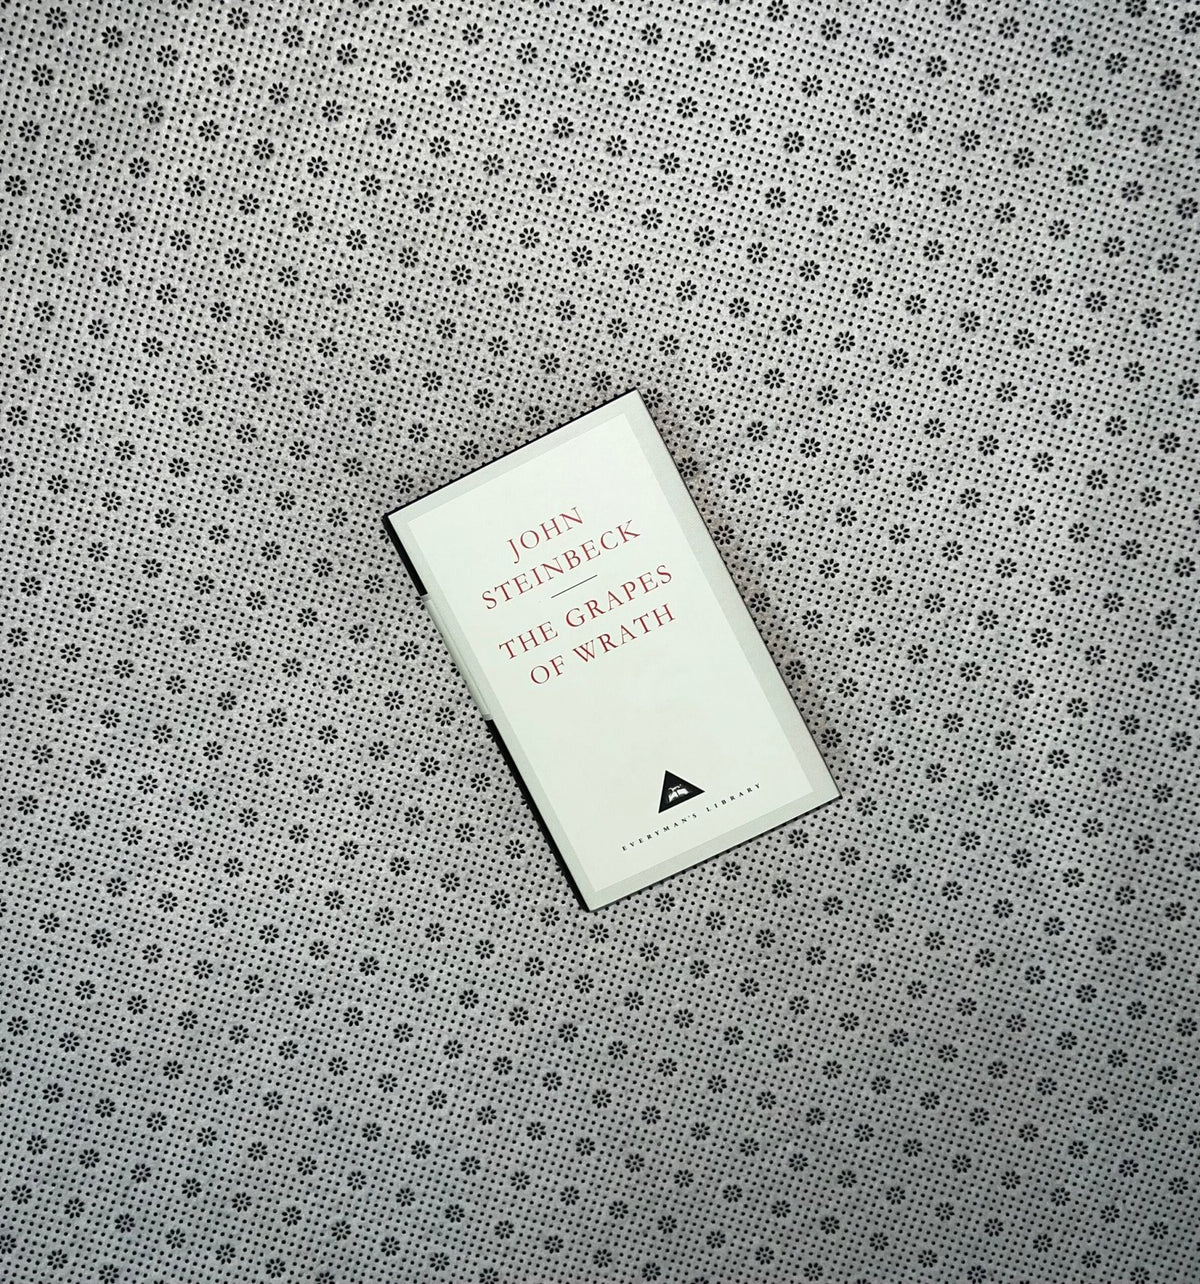 JOHN
STEINBECK
THE GRAPES
OF WRATH
EVERYMAN'S LIBRARY